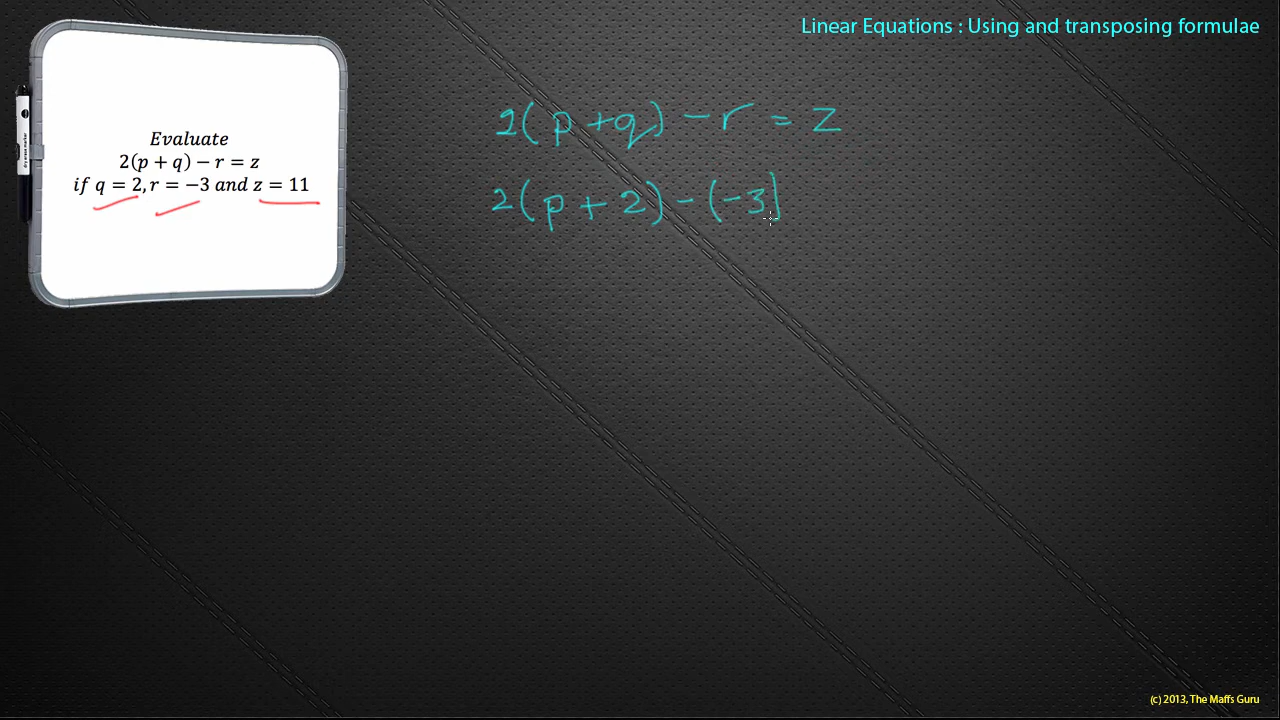 Linear Equations : Using and transposing formulae
Evaluate
2(p + q) − r = z
if q = 2, r = −3 and z = 11
2(p+q) − r = z
2(p + 2) − (−3)
(c) 2013, The Maffs Guru